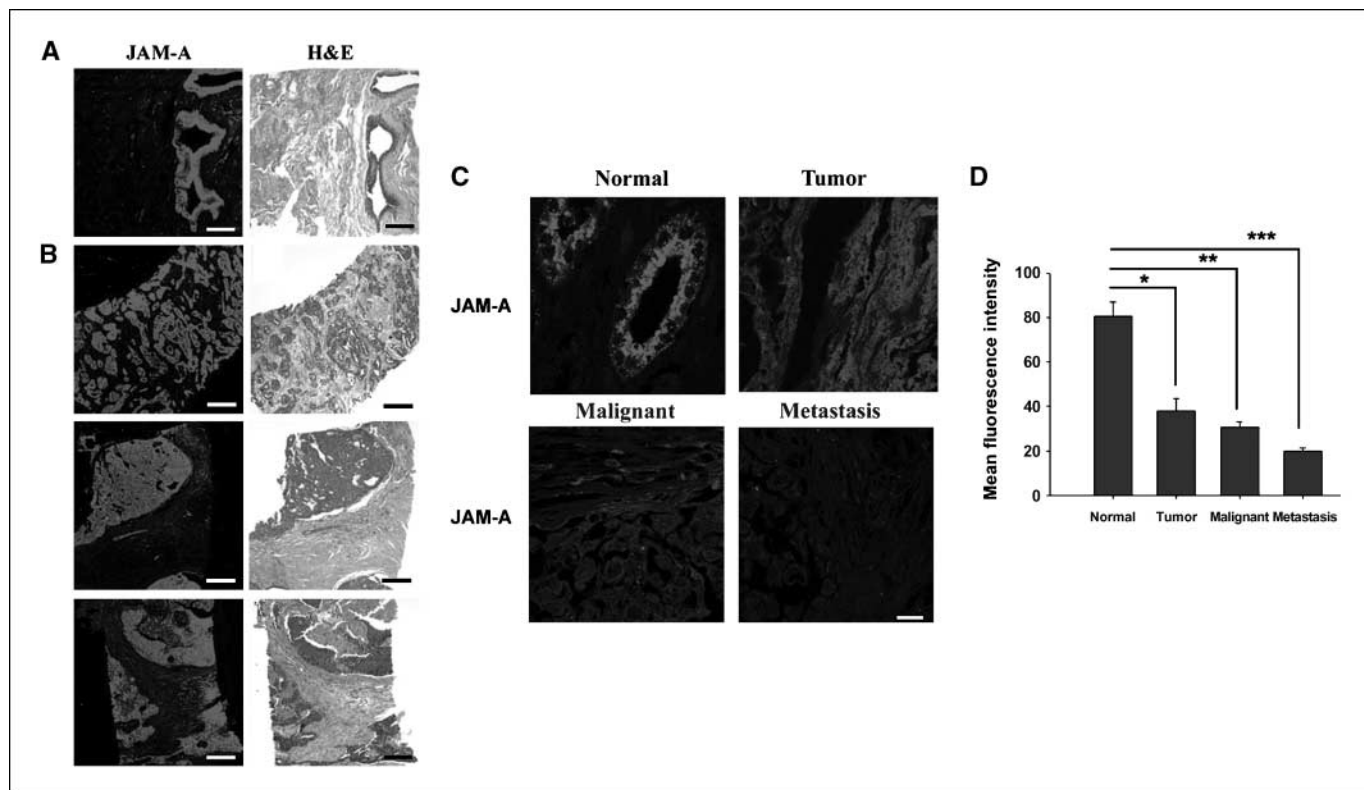 A
JAM-A
H&E
B
C
Normal
Tumor
JAM-A
Malignant
Metastasis
JAM-A
D
***
**
*
Mean fluorescence intensity
100
80
60
40
20
0
Normal
Tumor
Malignant
Metastasis